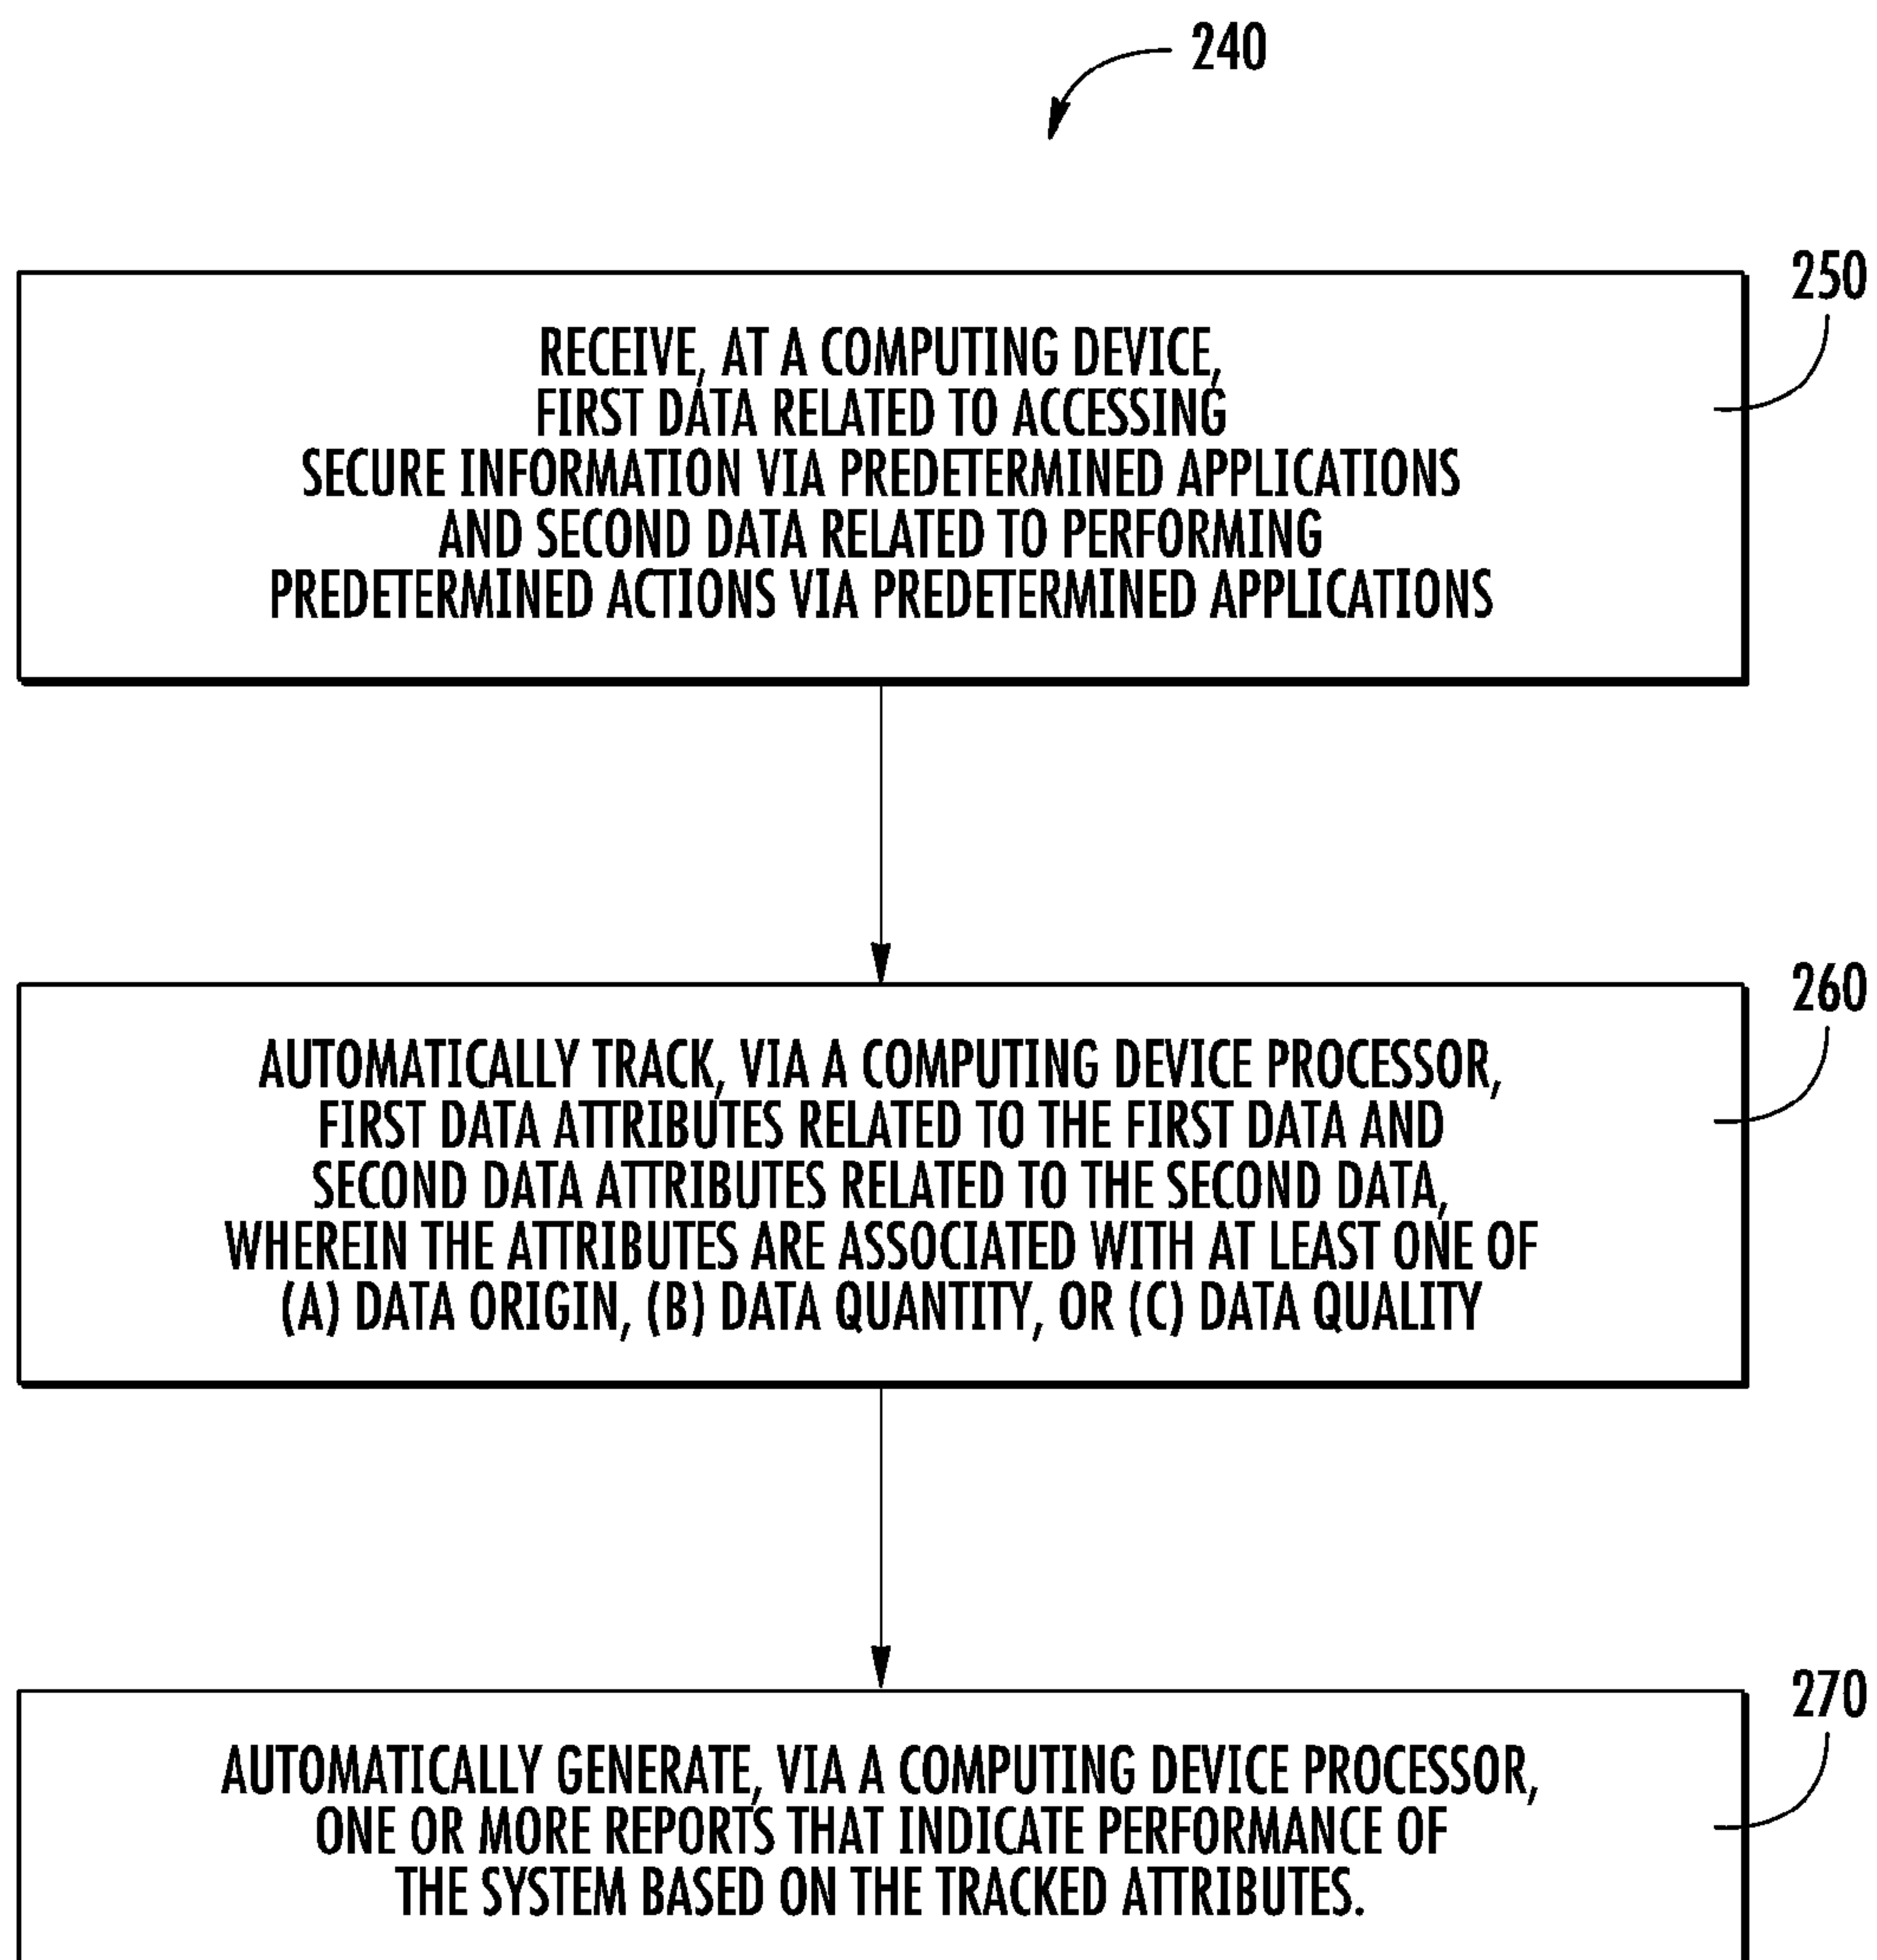 240
250
RECEIVE, AT A COMPUTING DEVICE,
FIRST DATA RELATED TO ACCESSING
SECURE INFORMATION VIA PREDETERMINED APPLICATIONS
AND SECOND DATA RELATED TO PERFORMING
PREDETERMINED ACTIONS VIA PREDETERMINED APPLICATIONS
260
AUTOMATICALLY TRACK, VIA A COMPUTING DEVICE PROCESSOR,
FIRST DATA ATTRIBUTES RELATED TO THE FIRST DATA AND
SECOND DATA ATTRIBUTES RELATED TO THE SECOND DATA,
WHEREIN THE ATTRIBUTES ARE ASSOCIATED WITH AT LEAST ONE OF
(A) DATA ORIGIN, (B) DATA QUANTITY, OR (C) DATA QUALITY
270
AUTOMATICALLY GENERATE, VIA A COMPUTING DEVICE PROCESSOR,
ONE OR MORE REPORTS THAT INDICATE PERFORMANCE OF
THE SYSTEM BASED ON THE TRACKED ATTRIBUTES.